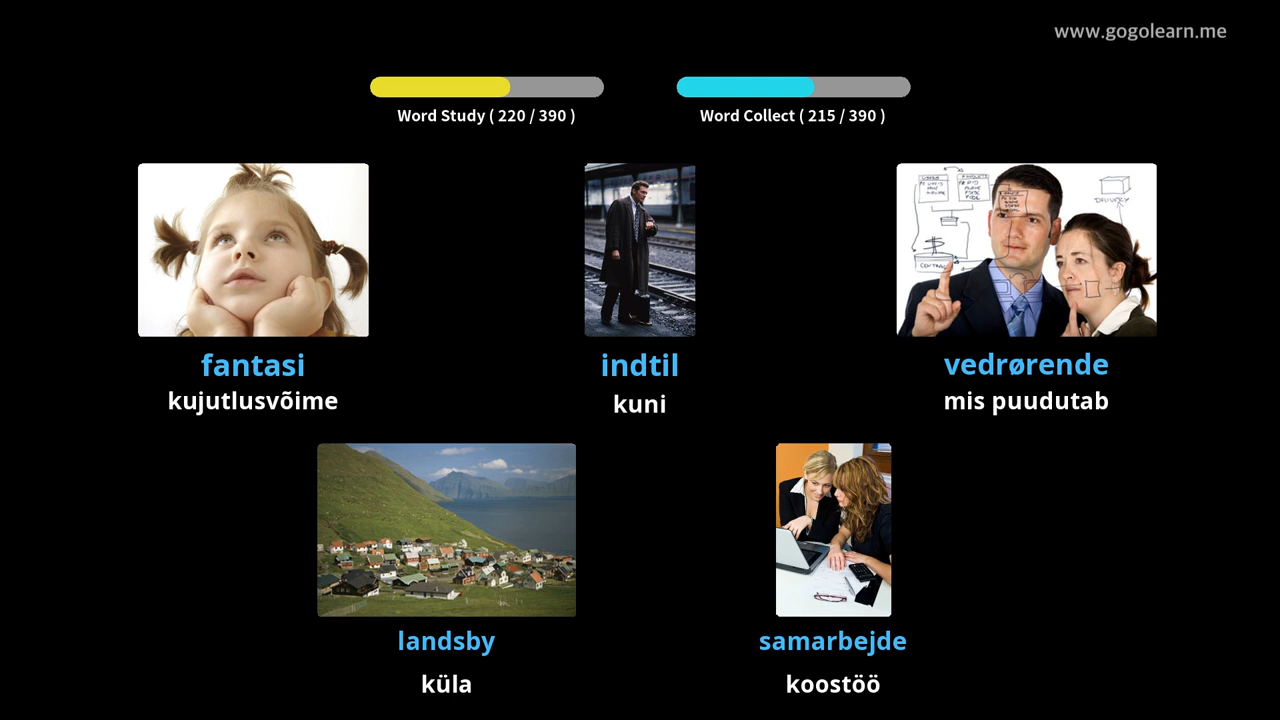 www.gogolearn.me
Word Study ( 220 / 390 )
Word Collect ( 215 / 390 )
fantasi
kujutlusvõime
indtil
kuni
vedrørende
mis puudutab
landsby
küla
samarbejde
koostöö